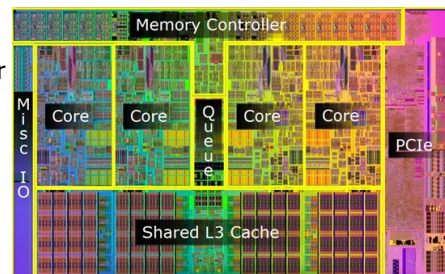 Memory Controller
r
Misc IO
Core
Core
Queue
Core
Core
PCIe
Shared L3 Cache